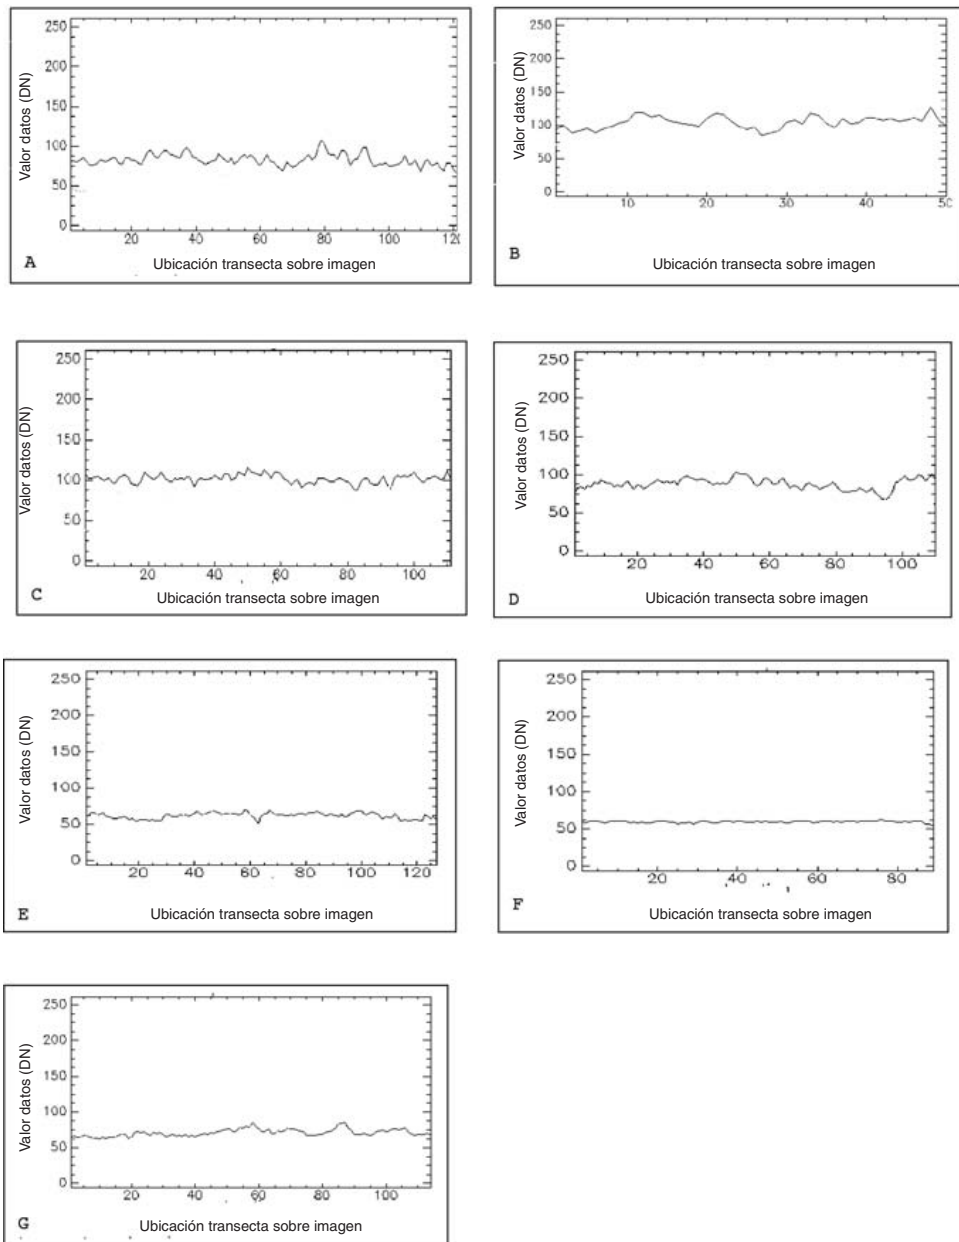 250
200
150
100
50
0
20 40 60 80 100 120
Valor datos (DN)
A Ubicación transecta sobre imagen
250
200
150
100
50
0
10 20 30 40 50
Valor datos (DN)
B Ubicación transecta sobre imagen
250
200
150
100
50
0
20 40 60 80 100
Valor datos (DN)
C Ubicación transecta sobre imagen
250
200
150
100
50
0
20 40 60 80 100
Valor datos (DN)
D Ubicación transecta sobre imagen
250
200
150
100
50
0
20 40 60 80 100 120
Valor datos (DN)
E Ubicación transecta sobre imagen
250
200
150
100
50
0
20 40 60 80
Valor datos (DN)
F Ubicación transecta sobre imagen
250
200
150
100
50
0
20 40 60 80 100
Valor datos (DN)
G Ubicación transecta sobre imagen